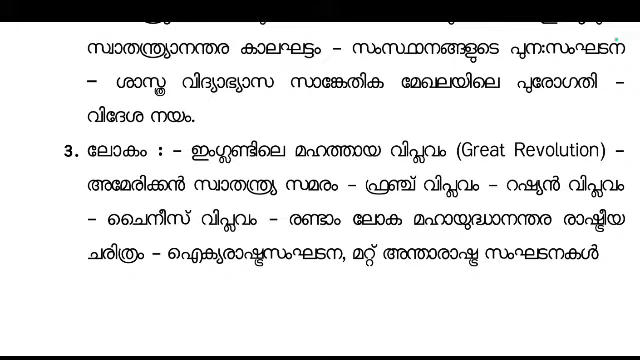 സ്വാതന്ത്ര്യാനന്തര കാലഘട്ടം – സംസ്ഥാനങ്ങളുടെ പുനഃസംഘടന
– ശാസ്ത്ര വിദ്യാഭ്യാസ സാങ്കേതിക മേഖലയിലെ പുരോഗതി –
വിദേശ നയം.
3. ലോകം : – ഇംഗ്ലണ്ടിലെ മഹത്തായ വിപ്ലവം (Great Revolution) –
അമേരിക്കൻ സ്വാതന്ത്ര്യ സമരം – ഫ്രഞ്ച് വിപ്ലവം – റഷ്യൻ വിപ്ലവം
– ചൈനീസ് വിപ്ലവം – രണ്ടാം ലോക മഹായുദ്ധാനന്തര രാഷ്ട്രീയ
ചരിത്രം – ഐക്യരാഷ്ട്രസംഘടന, മറ്റ് അന്താരാഷ്ട്ര സംഘടനകൾ